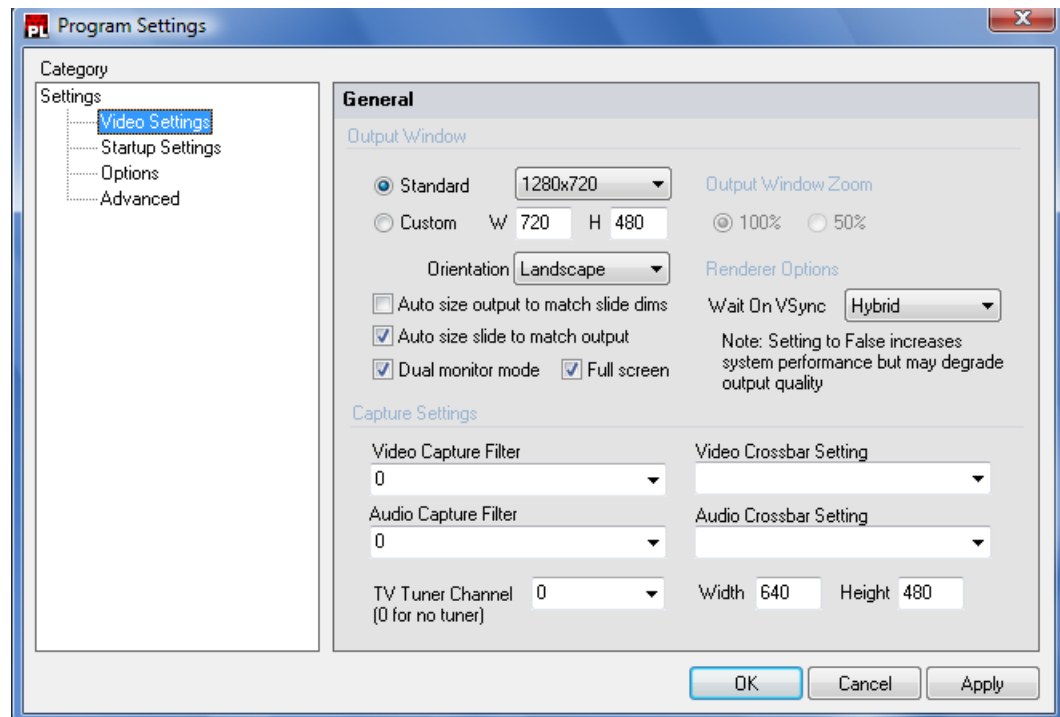 PL Program Settings
Category
Settings
Video Settings
Startup Settings
Options
Advanced
General
Output Window
Standard 1280x720
Custom W 720 H 480
Orientation Landscape
Auto size output to match slide dims
Auto size slide to match output
Dual monitor mode Full screen
Output Window Zoom
100% 50%
Renderer Options
Wait On VSync Hybrid
Note: Setting to False increases
system performance but may degrade
output quality
Capture Settings
Video Capture Filter
0
Video Crossbar Setting
Audio Capture Filter
0
Audio Crossbar Setting
TV Tuner Channel 0
(0 for no tuner)
Width 640 Height 480
OK Cancel Apply